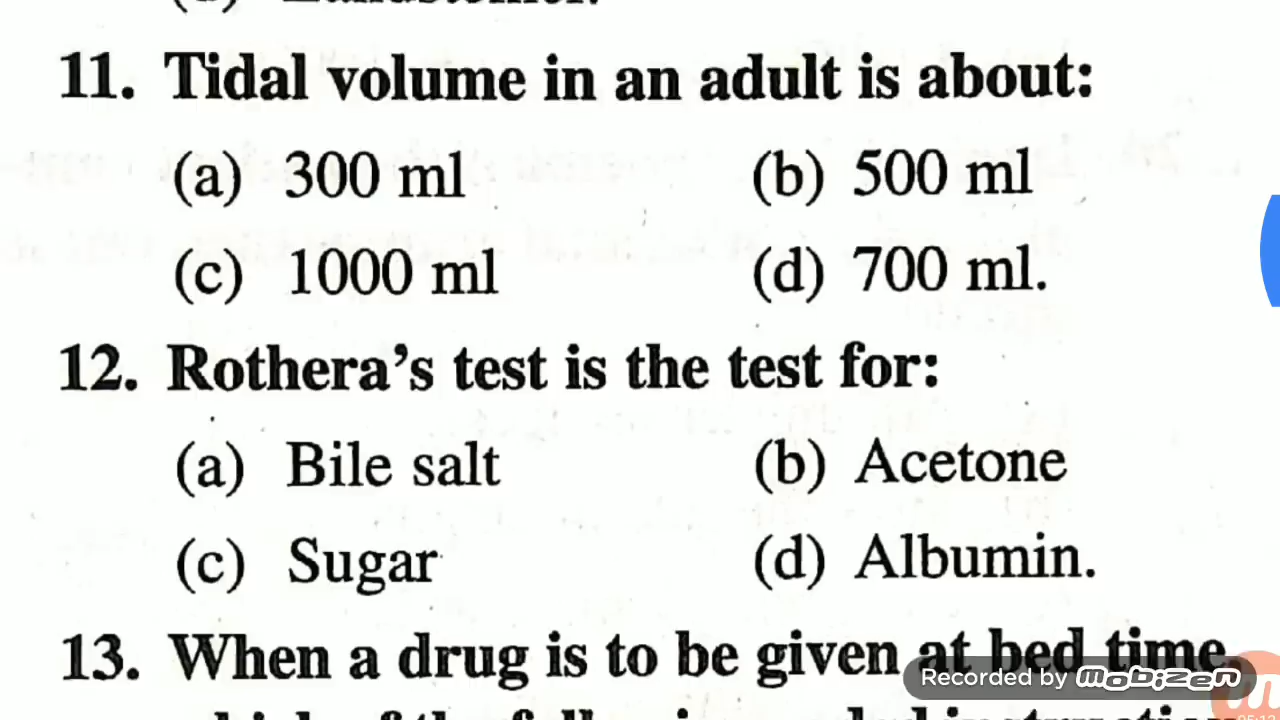 11. Tidal volume in an adult is about:
(a) 300 ml (b) 500 ml
(c) 1000 ml (d) 700 ml.
12. Rothera's test is the test for:
(a) Bile salt (b) Acetone
(c) Sugar (d) Albumin.
13. When a drug is to be given at bed time,
Recorded by mobizen